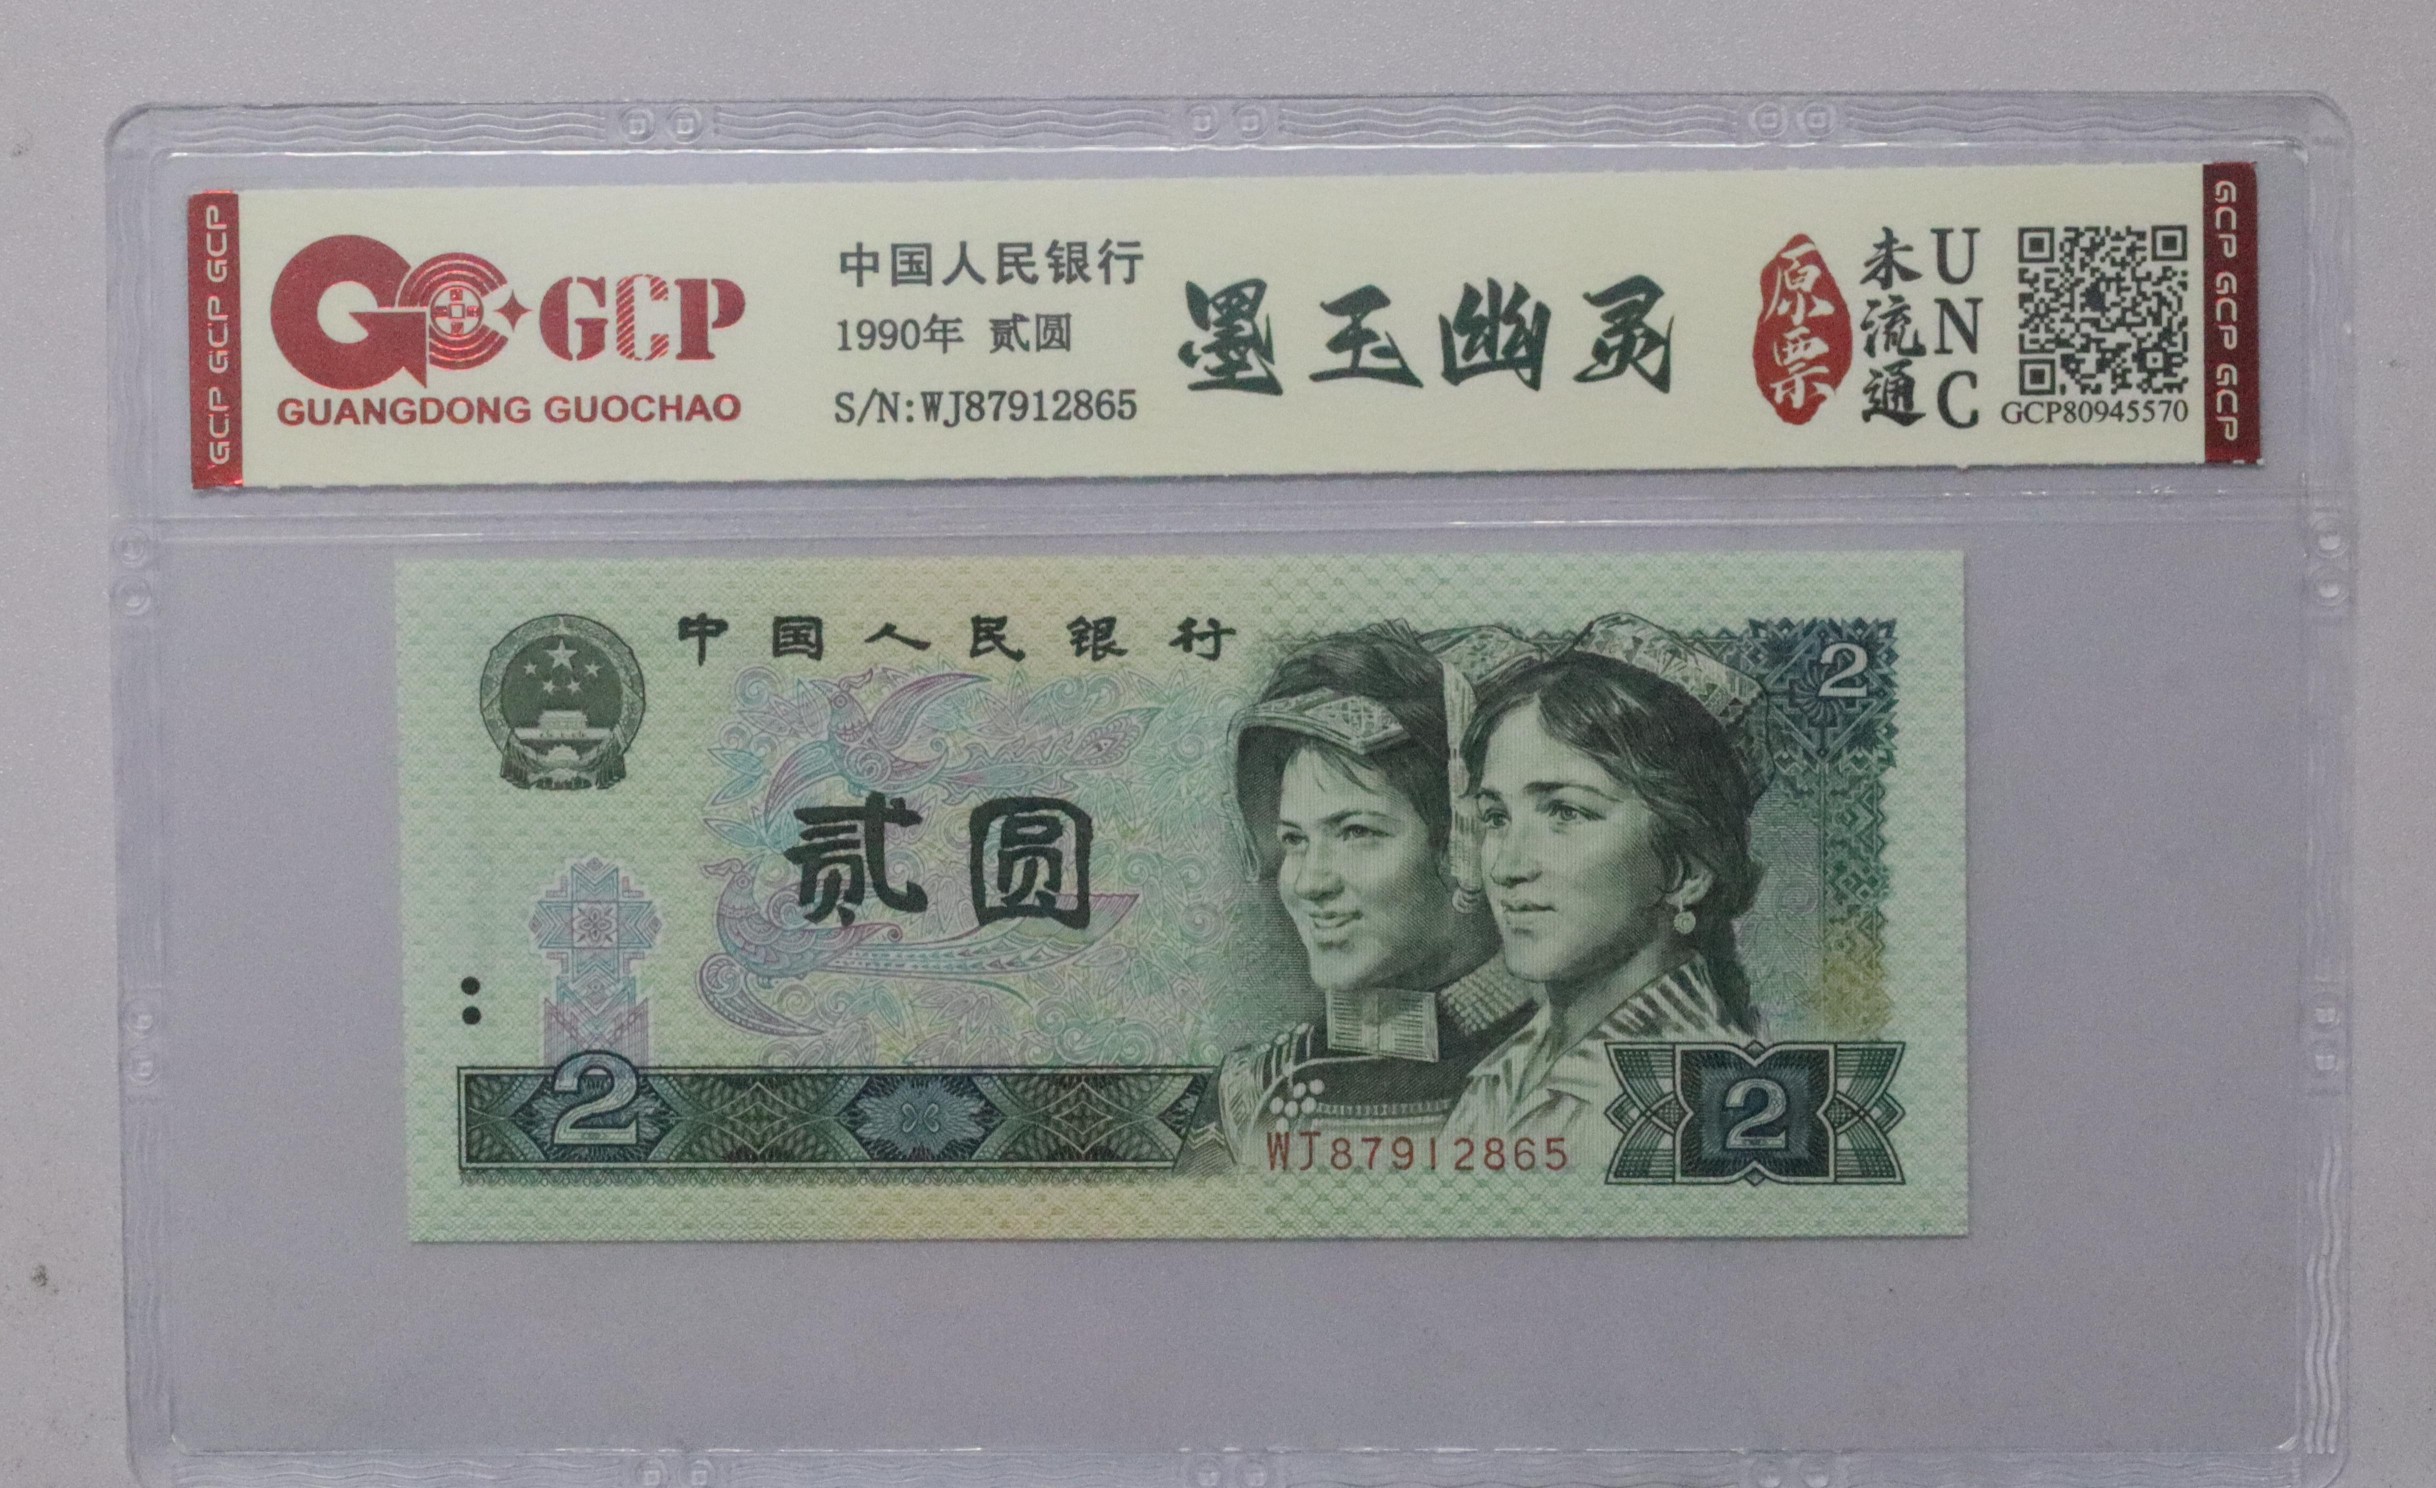 GCP GCP GCP
GCP
GUANGDONG GUOCHAO
中国人民银行
1990年 贰圆
S/N:WJ87912865
墨玉幽灵
原票
未流通
UNC
GCP80945570
GCP GCP GCP
中国人民银行
2
贰圆
2
WJ87912865
2